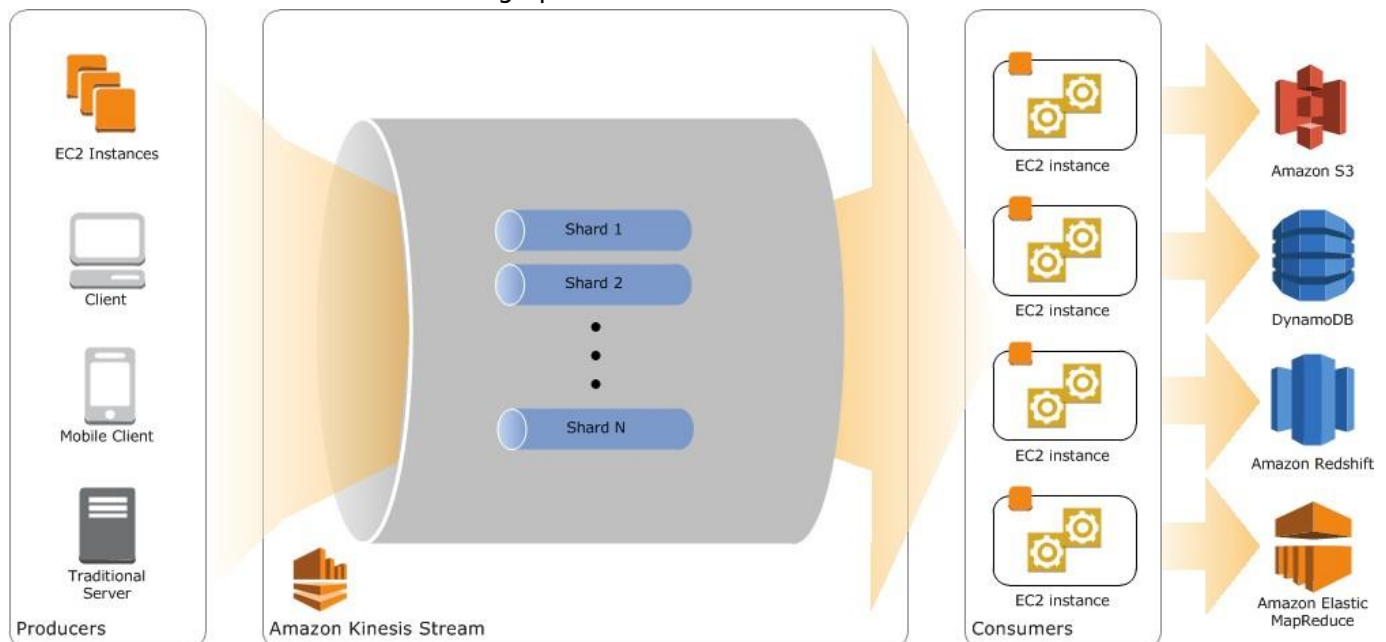 EC2 Instances
Client
Mobile Client
Traditional
Server
Producers
Shard 1
Shard 2
Shard N
Amazon Kinesis Stream
EC2 instance
EC2 instance
EC2 instance
EC2 instance
Consumers
Amazon S3
DynamoDB
Amazon Redshift
Amazon Elastic
MapReduce